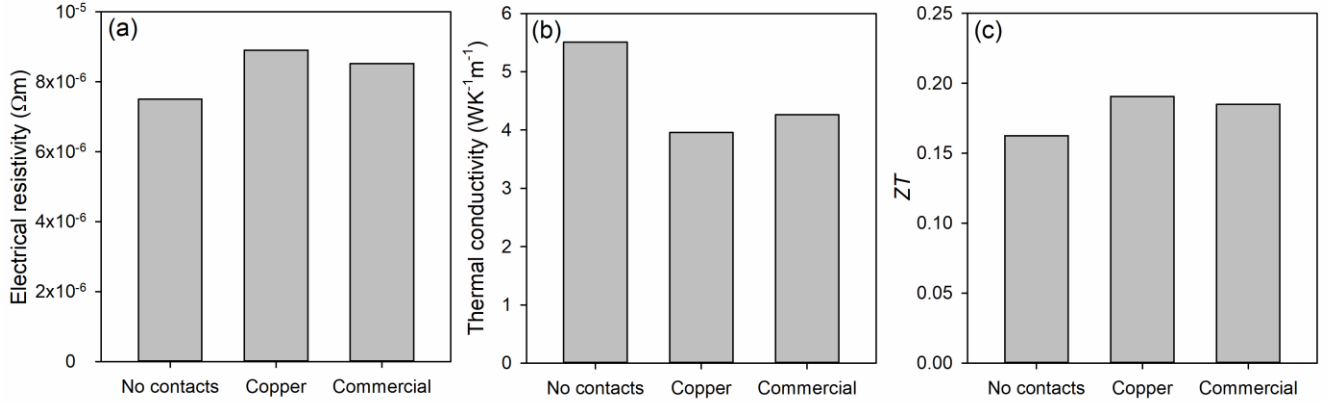 (a)
Electrical resistivity (Ωm)
10⁻⁵
8x10⁻⁶
6x10⁻⁶
4x10⁻⁶
2x10⁻⁶
0
No contacts Copper Commercial
(b)
Thermal conductivity (WK⁻¹m⁻¹)
6
5
4
3
2
1
0
No contacts Copper Commercial
(c)
ZT
0.25
0.20
0.15
0.10
0.05
0.00
No contacts Copper Commercial